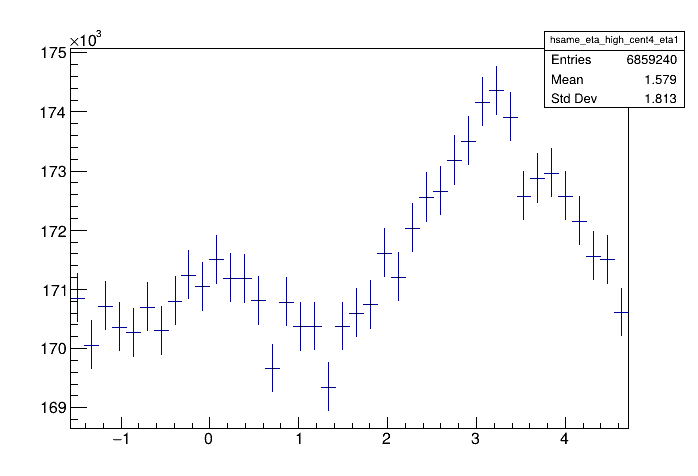 ×10³
hsame_eta_high_cent4_eta1
Entries 6859240
Mean 1.579
Std Dev 1.813
175
174
173
172
171
170
169
−1 0 1 2 3 4